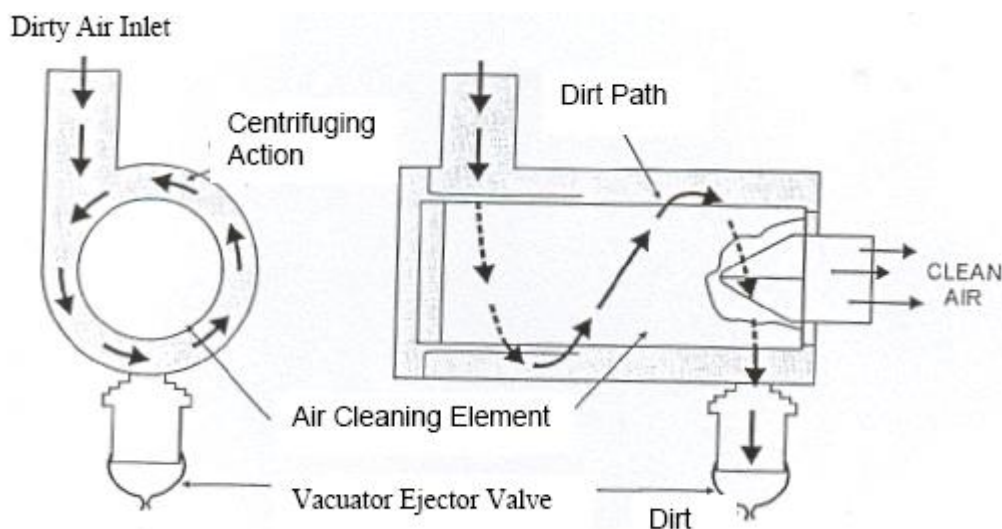 Dirty Air Inlet
Centrifuging
Action
Dirt Path
CLEAN
AIR
Air Cleaning Element
Vacuator Ejector Valve
Dirt